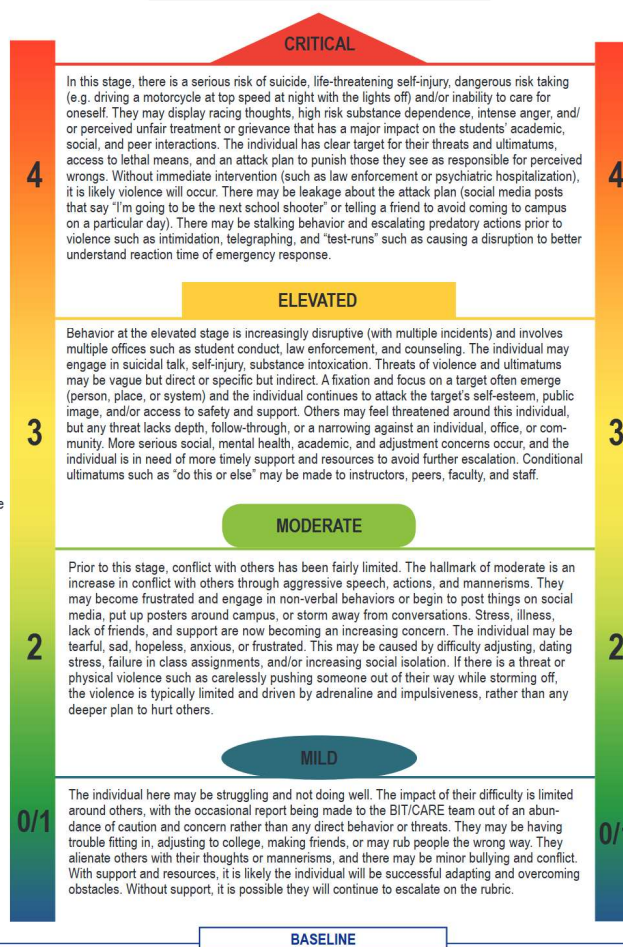 CRITICAL
In this stage, there is a serious risk of suicide, life-threatening self-injury, dangerous risk taking
(e.g. driving a motorcycle at top speed at night with the lights off) and/or inability to care for
oneself. They may display racing thoughts, high risk substance dependence, intense anger, and/
or perceived unfair treatment or grievance that has a major impact on the students' academic,
social, and peer interactions. The individual has clear target for their threats and ultimatums,
access to lethal means, and an attack plan to punish those they see as responsible for perceived
wrongs. Without immediate intervention (such as law enforcement or psychiatric hospitalization),
it is likely violence will occur. There may be leakage about the attack plan (social media posts
that say "I'm going to be the next school shooter" or telling a friend to avoid coming to campus
on a particular day). There may be stalking behavior and escalating predatory actions prior to
violence such as intimidation, telegraphing, and "test-runs" such as causing a disruption to better
understand reaction time of emergency response.
4
4
ELEVATED
Behavior at the elevated stage is increasingly disruptive (with multiple incidents) and involves
multiple offices such as student conduct, law enforcement, and counseling. The individual may
engage in suicidal talk, self-injury, substance intoxication. Threats of violence and ultimatums
may be vague but direct or specific but indirect. A fixation and focus on a target often emerge
(person, place, or system) and the individual continues to attack the target's self-esteem, public
image, and/or access to safety and support. Others may feel threatened around this individual,
but any threat lacks depth, follow-through, or a narrowing against an individual, office, or com-
munity. More serious social, mental health, academic, and adjustment concerns occur, and the
individual is in need of more timely support and resources to avoid further escalation. Conditional
ultimatums such as "do this or else" may be made to instructors, peers, faculty, and staff.
3
3
e
MODERATE
Prior to this stage, conflict with others has been fairly limited. The hallmark of moderate is an
increase in conflict with others through aggressive speech, actions, and mannerisms. They
may become frustrated and engage in non-verbal behaviors or begin to post things on social
media, put up posters around campus, or storm away from conversations. Stress, illness,
lack of friends, and support are now becoming an increasing concern. The individual may be
tearful, sad, hopeless, anxious, or frustrated. This may be caused by difficulty adjusting, dating
stress, failure in class assignments, and/or increasing social isolation. If there is a threat or
physical violence such as carelessly pushing someone out of their way while storming off,
the violence is typically limited and driven by adrenaline and impulsiveness, rather than any
deeper plan to hurt others.
2
2
MILD
The individual here may be struggling and not doing well. The impact of their difficulty is limited
around others, with the occasional report being made to the BIT/CARE team out of an abun-
dance of caution and concern rather than any direct behavior or threats. They may be having
trouble fitting in, adjusting to college, making friends, or may rub people the wrong way. They
alienate others with their thoughts or mannerisms, and there may be minor bullying and conflict.
With support and resources, it is likely the individual will be successful adapting and overcoming
obstacles. Without support, it is possible they will continue to escalate on the rubric.
0/1
0/
BASELINE